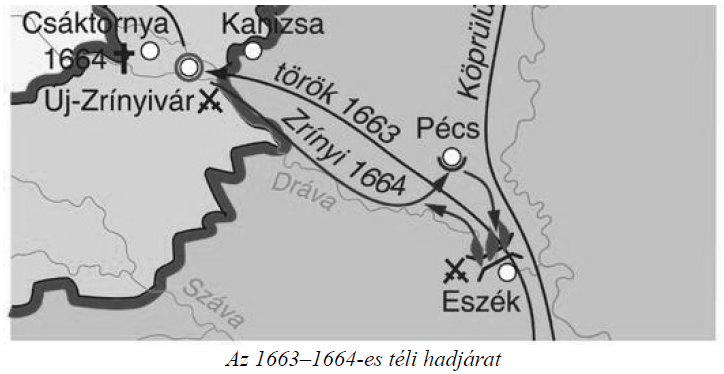 Csáktornya
Kanizsa
1664
Uj-Zrínyivár
török 1663
Zrínyi 1664
Köprülü
Pécs
Dráva
Száva
Eszék
Az 1663–1664-es téli hadjárat